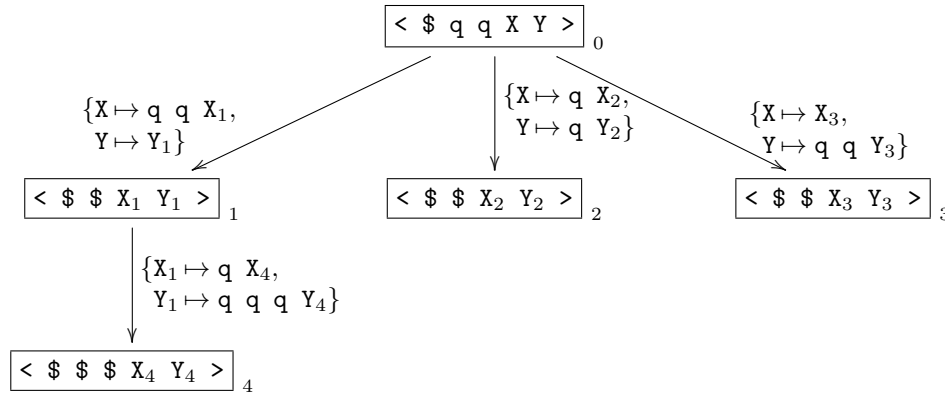 < $ q q X Y > 0
{X ↦ q q X₁,
Y ↦ Y₁}
{X ↦ q X₂,
Y ↦ q Y₂}
{X ↦ X₃,
Y ↦ q q Y₃}
< $ $ X₁ Y₁ > 1
< $ $ X₂ Y₂ > 2
< $ $ X₃ Y₃ > 3
{X₁ ↦ q X₄,
Y₁ ↦ q q q Y₄}
< $ $ $ X₄ Y₄ > 4